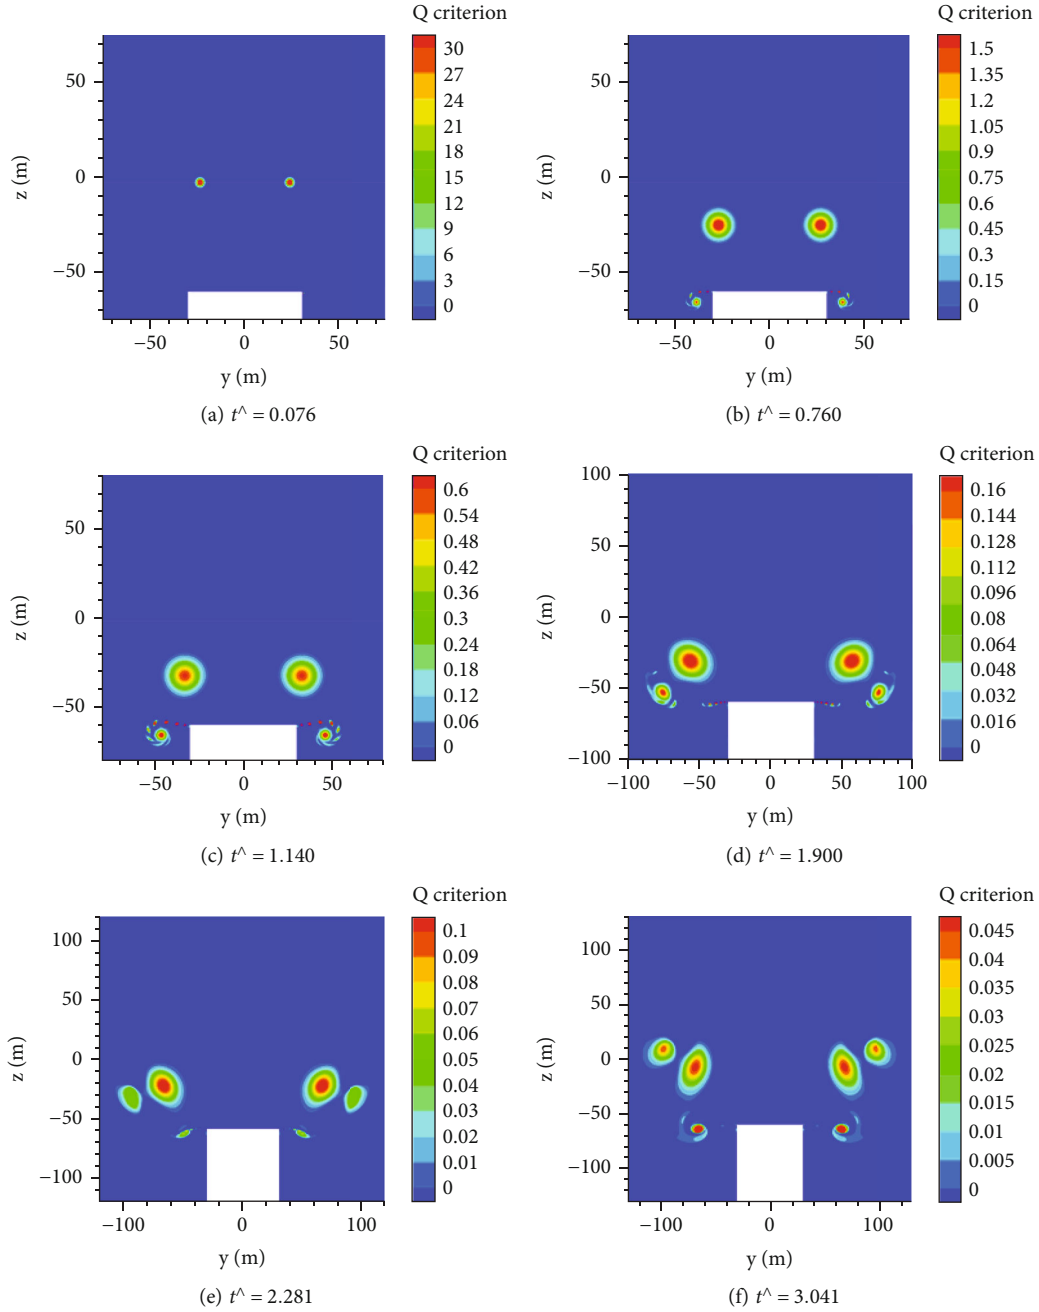 Q criterion
30
27
24
21
18
15
12
9
6
3
0
z (m)
50
0
−50
−50 0 50
y (m)
(a) t^ = 0.076
Q criterion
1.5
1.35
1.2
1.05
0.9
0.75
0.6
0.45
0.3
0.15
0
z (m)
50
0
−50
−50 0 50
y (m)
(b) t^ = 0.760
Q criterion
0.6
0.54
0.48
0.42
0.36
0.3
0.24
0.18
0.12
0.06
0
z (m)
50
0
−50
−50 0 50
y (m)
(c) t^ = 1.140
Q criterion
0.16
0.144
0.128
0.112
0.096
0.08
0.064
0.048
0.032
0.016
0
z (m)
100
50
0
−50
−100
−100 −50 0 50 100
y (m)
(d) t^ = 1.900
Q criterion
0.1
0.09
0.08
0.07
0.06
0.05
0.04
0.03
0.02
0.01
0
z (m)
100
50
0
−50
−100
−100 0 100
y (m)
(e) t^ = 2.281
Q criterion
0.045
0.04
0.035
0.03
0.025
0.02
0.015
0.01
0.005
0
z (m)
100
50
0
−50
−100
−100 0 100
y (m)
(f) t^ = 3.041